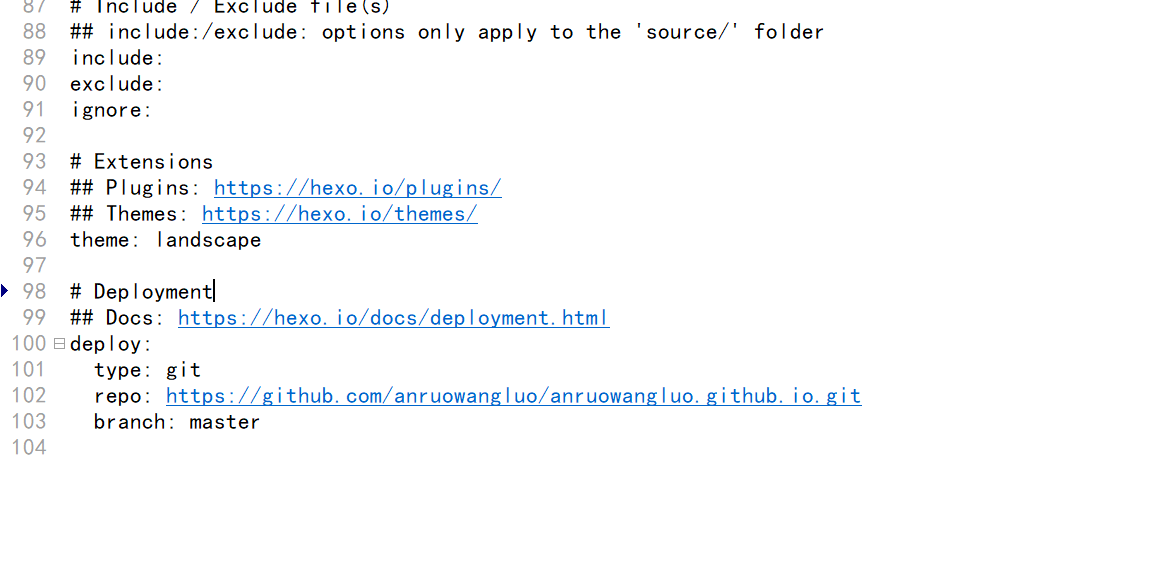 87 # Include / Exclude file(s)
88 ## include:/exclude: options only apply to the 'source/' folder
89 include:
90 exclude:
91 ignore:
92
93 # Extensions
94 ## Plugins: https://hexo.io/plugins/
95 ## Themes: https://hexo.io/themes/
96 theme: landscape
97
98 # Deployment
99 ## Docs: https://hexo.io/docs/deployment.html
100 deploy:
101   type: git
102   repo: https://github.com/anruowangluo/anruowangluo.github.io.git
103   branch: master
104